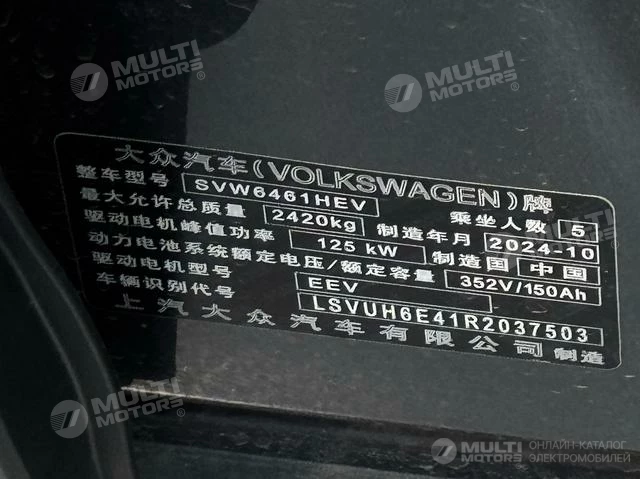 MULTI
MOTORS®
MULTI
MOTORS®
大众汽车(VOLKSWAGEN)牌
整车型号 SVW6461HEV 乘坐人数 5
最大允许总质量 2420kg 制造年月 2024-10
驱动电机峰值功率 125 kW 制造国 中国
动力电池系统额定电压/额定容量 352V/150Ah
驱动电机型号 EEV
车辆识别代号 LSVUH6E41R2037503
上汽大众汽车有限公司 制造
MULTI
MOTORS®
MULTI
MOTORS®
ОНЛАЙН-КАТАЛОГ
ЭЛЕКТРОМОБИЛЕЙ